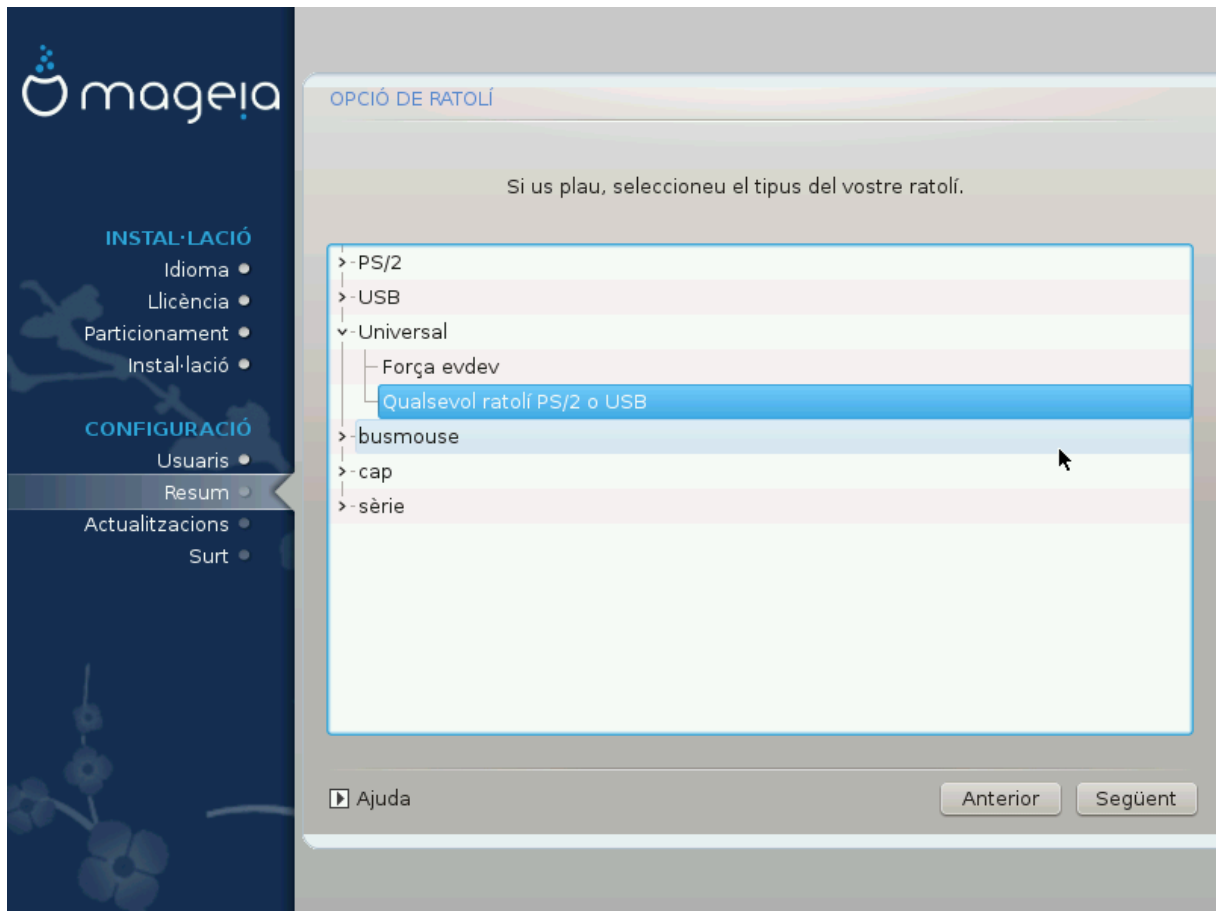 mageia
INSTAL·LACIÓ
Idioma
Llicència
Particionament
Instal·lació
CONFIGURACIÓ
Usuaris
Resum
Actualitzacions
Surt
OPCIÓ DE RATOLÍ
Si us plau, seleccioneu el tipus del vostre ratolí.
PS/2
USB
Universal
Força evdev
Qualsevol ratolí PS/2 o USB
busmouse
cap
sèrie
Ajuda
Anterior
Següent